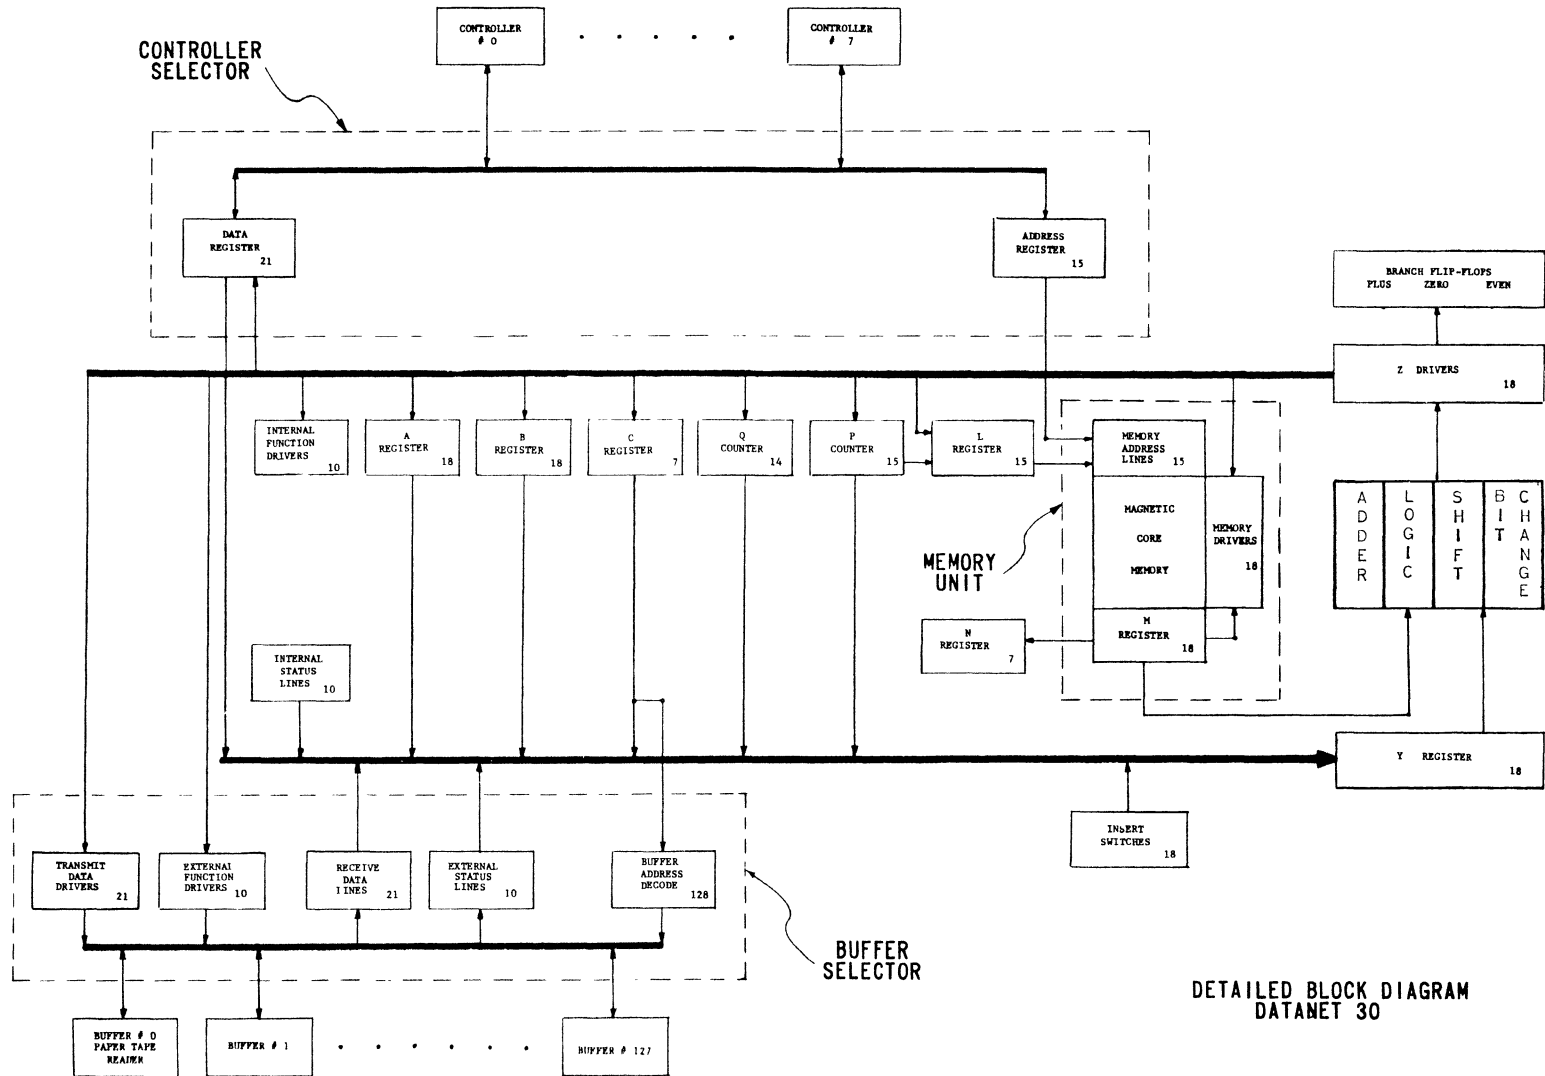 CONTROLLER
# 0
CONTROLLER
# 7
CONTROLLER
SELECTOR
DATA
REGISTER
21
ADDRESS
REGISTER
15
BRANCH FLIP-FLOPS
PLUS ZERO EVEN
Z DRIVERS
18
INTERNAL
FUNCTION
DRIVERS
10
A
REGISTER
18
B
REGISTER
18
C
REGISTER
7
Q
COUNTER
14
P
COUNTER
15
L
REGISTER
15
MEMORY
ADDRESS
LINES
15
MAGNETIC
CORE
MEMORY
MEMORY
DRIVERS
18
ADDER
LOGIC
SHIFT
BIT
CHANGE
MEMORY
UNIT
N
REGISTER
7
M
REGISTER
18
INTERNAL
STATUS
LINES
10
Y REGISTER
18
INSERT
SWITCHES
18
TRANSMIT
DATA
DRIVERS
21
EXTERNAL
FUNCTION
DRIVERS
10
RECEIVE
DATA
LINES
21
EXTERNAL
STATUS
LINES
10
BUFFER
ADDRESS
DECODE
128
BUFFER
SELECTOR
BUFFER # 0
PAPER TAPE
READER
BUFFER # 1
BUFFER # 127
DETAILED BLOCK DIAGRAM
DATANET 30